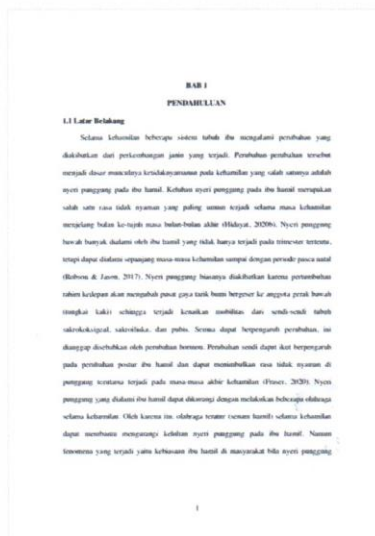 BAB 1
PENDAHULUAN
1.1 Latar Belakang
Selama kehamilan beberapa sistem tubuh ibu mengalami perubahan yang
diakibatkan dari perkembangan janin yang terjadi. Perubahan-perubahan tersebut
menjadi dasar munculnya ketidaknyamanan pada kehamilan yang salah satunya adalah
nyeri punggung pada ibu hamil. Keluhan nyeri punggung pada ibu hamil merupakan
salah satu rasa tidak nyaman yang paling umum terjadi selama masa kehamilan
menjelang bulan ke-tujuh masa bulan-bulan akhir (Hidayat, 2020b). Nyeri punggung
bawah banyak dialami oleh ibu hamil yang tidak hanya terjadi pada trimester tertentu,
tetapi dapat dialami sepanjang masa-masa kehamilan sampai dengan periode pasca natal
(Robson & Jason, 2017). Nyeri punggung biasanya diakibatkan karena pertumbuhan
rahim kedepan akan mengubah pusat gaya tarik bumi bergeser ke anggota gerak bawah
(tungkai kaki) sehingga terjadi kenaikan mobilitas dari sendi-sendi tubuh
sakrokoksigeal, sakroiliaka, dan pubis. Semua dapat berpengaruh perubahan, ini
dianggap disebabkan oleh perubahan hormon. Perubahan sendi dapat ikut berpengaruh
pada perubahan postur ibu hamil dan dapat menimbulkan rasa tidak nyaman di
punggung terutama terjadi pada masa-masa akhir kehamilan (Fraser, 2020). Nyeri
punggung yang dialami ibu hamil dapat dikurangi dengan melakukan beberapa olahraga
selama kehamilan. Oleh karena itu, olahraga teratur (senam hamil) selama kehamilan
dapat membantu mengurangi keluhan nyeri punggung pada ibu hamil. Namun
fenomena yang terjadi yaitu kebiasaan ibu hamil di masyarakat bila nyeri punggung
1